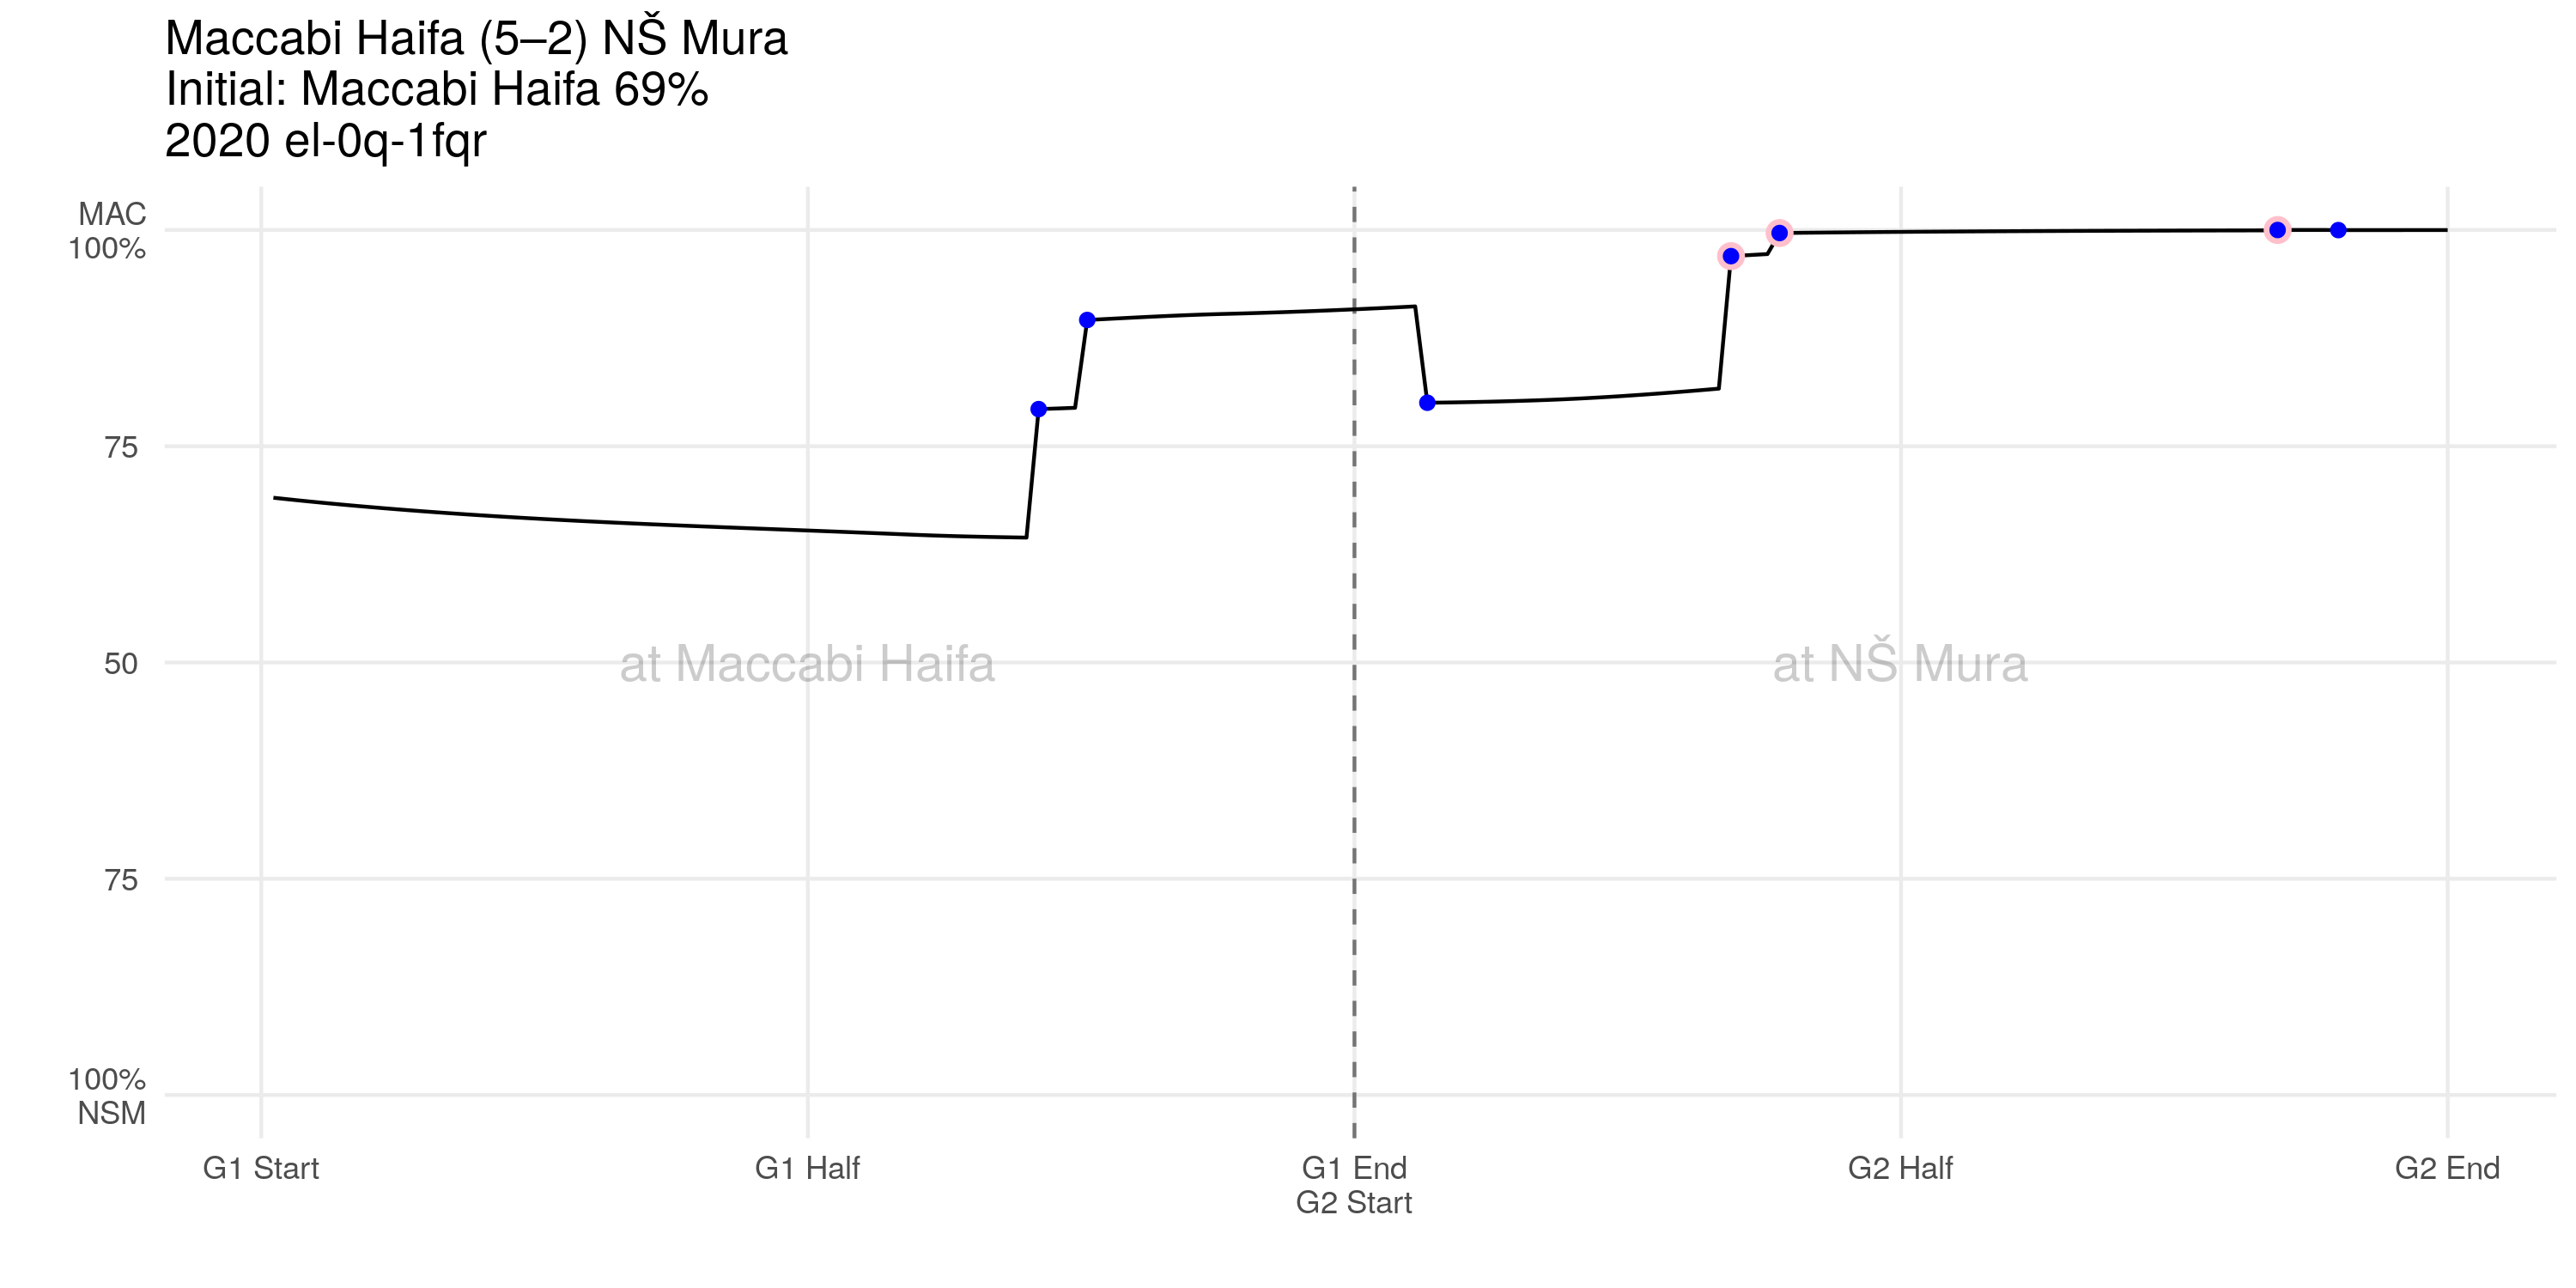 Maccabi Haifa (5–2) NŠ Mura
Initial: Maccabi Haifa 69%
2020 el-0q-1fqr
MAC
100%
75
50
75
100%
NSM
at Maccabi Haifa
at NŠ Mura
G1 Start
G1 Half
G1 End
G2 Start
G2 Half
G2 End